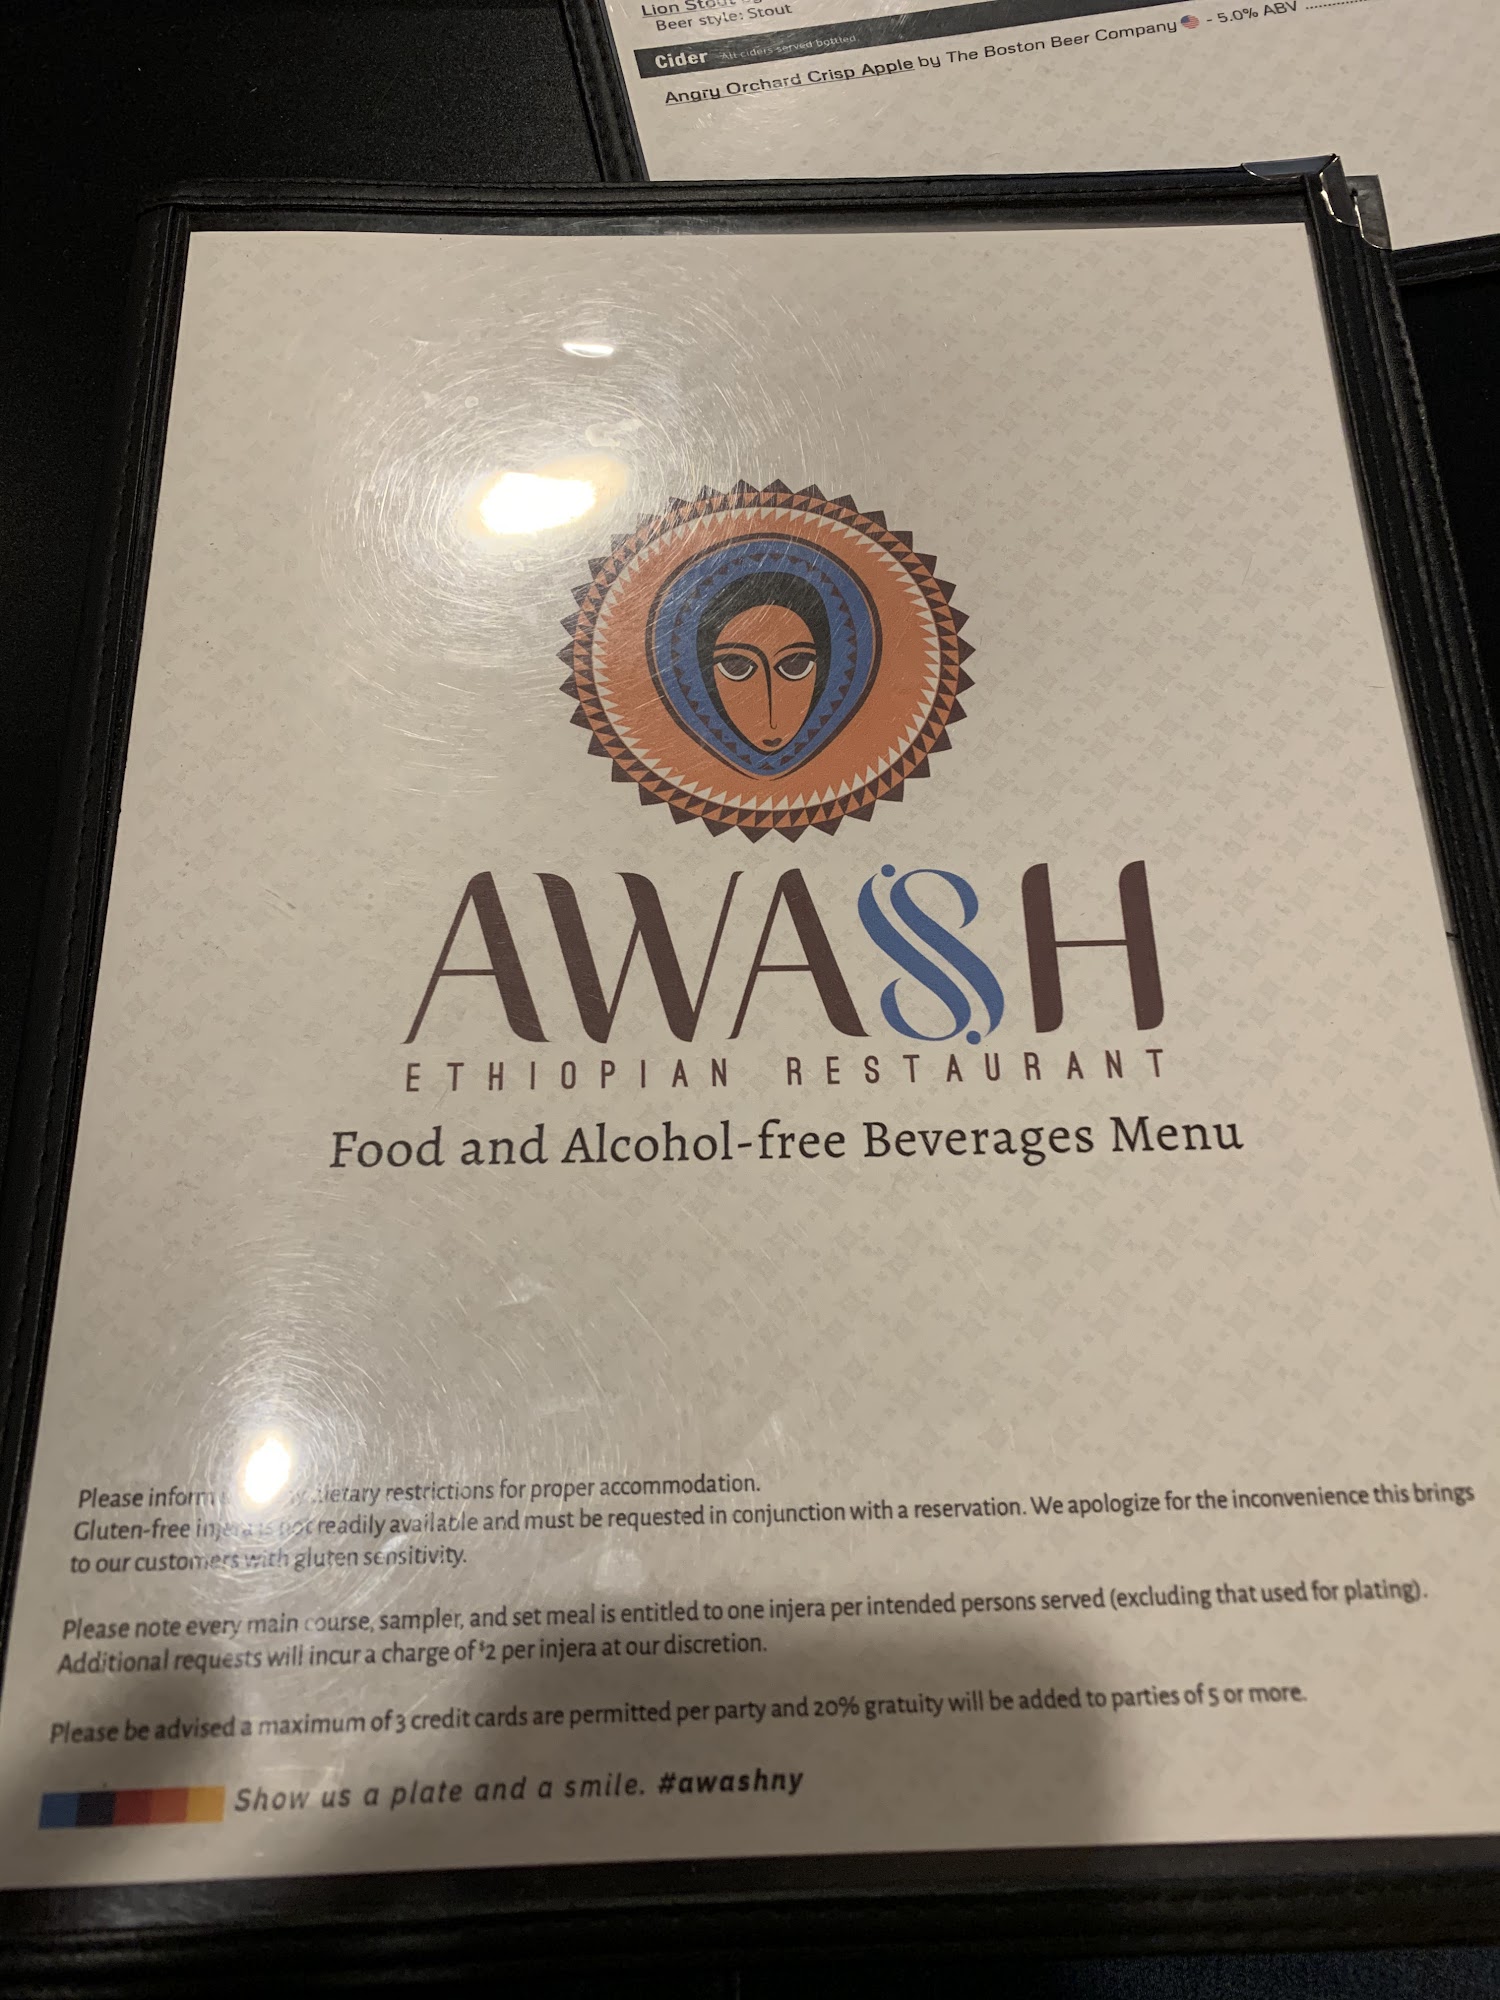 Lion Stout
Beer style: Stout
Cider All ciders served bottled.
Angry Orchard Crisp Apple by The Boston Beer Company - 5.0% ABV
AWASH
ETHIOPIAN RESTAURANT
Food and Alcohol-free Beverages Menu
Please inform dietary restrictions for proper accommodation.
Gluten-free injera is not readily available and must be requested in conjunction with a reservation. We apologize for the inconvenience this brings
to our customers with gluten sensitivity.
Please note every main course, sampler, and set meal is entitled to one injera per intended persons served (excluding that used for plating).
Additional requests will incur a charge of $2 per injera at our discretion.
Please be advised a maximum of 3 credit cards are permitted per party and 20% gratuity will be added to parties of 5 or more.
Show us a plate and a smile. #awashny